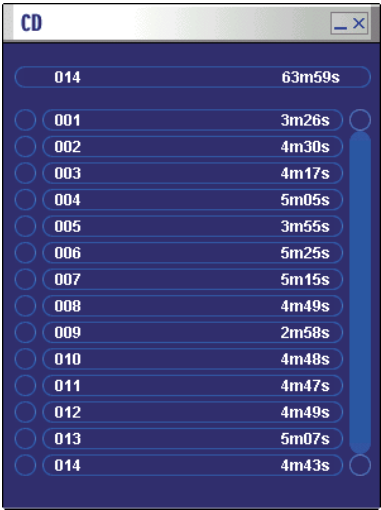 CD
014 63m59s
001 3m26s
002 4m30s
003 4m17s
004 5m05s
005 3m55s
006 5m25s
007 5m15s
008 4m49s
009 2m58s
010 4m48s
011 4m47s
012 4m49s
013 5m07s
014 4m43s